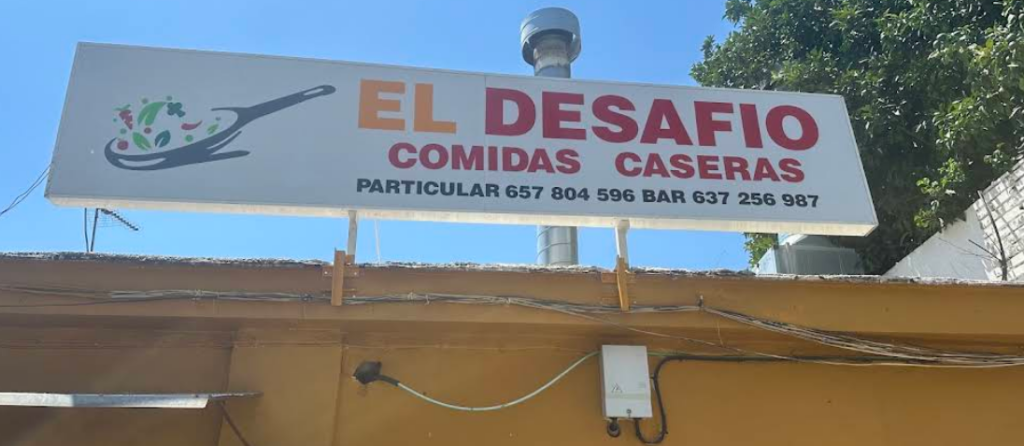 EL DESAFIO
COMIDAS CASERAS
PARTICULAR 657 804 596 BAR 637 256 987